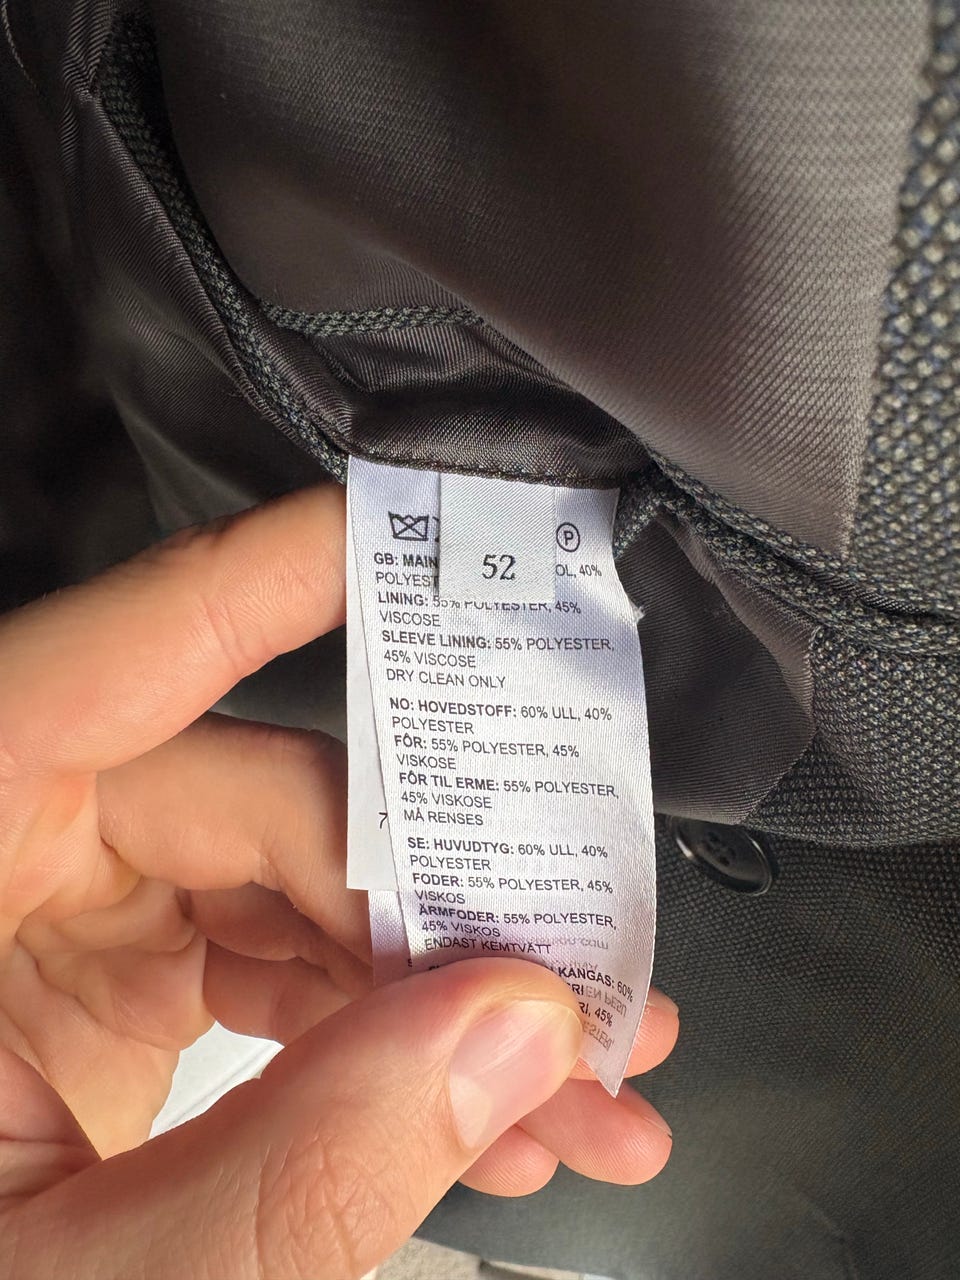 P
52
GB: MAIN OL, 40%
POLYEST
LINING: 55% POLYESTER, 45%
VISCOSE
SLEEVE LINING: 55% POLYESTER,
45% VISCOSE
DRY CLEAN ONLY
NO: HOVEDSTOFF: 60% ULL, 40%
POLYESTER
FÔR: 55% POLYESTER, 45%
VISKOSE
FÔR TIL ERME: 55% POLYESTER,
45% VISKOSE
MÅ RENSES
7
SE: HUVUDTYG: 60% ULL, 40%
POLYESTER
FODER: 55% POLYESTER, 45%
VISKOS
ÄRMFODER: 55% POLYESTER,
45% VISKOS
ENDAST KEMTVÄTT
KANGAS: 60%
RI, 45%